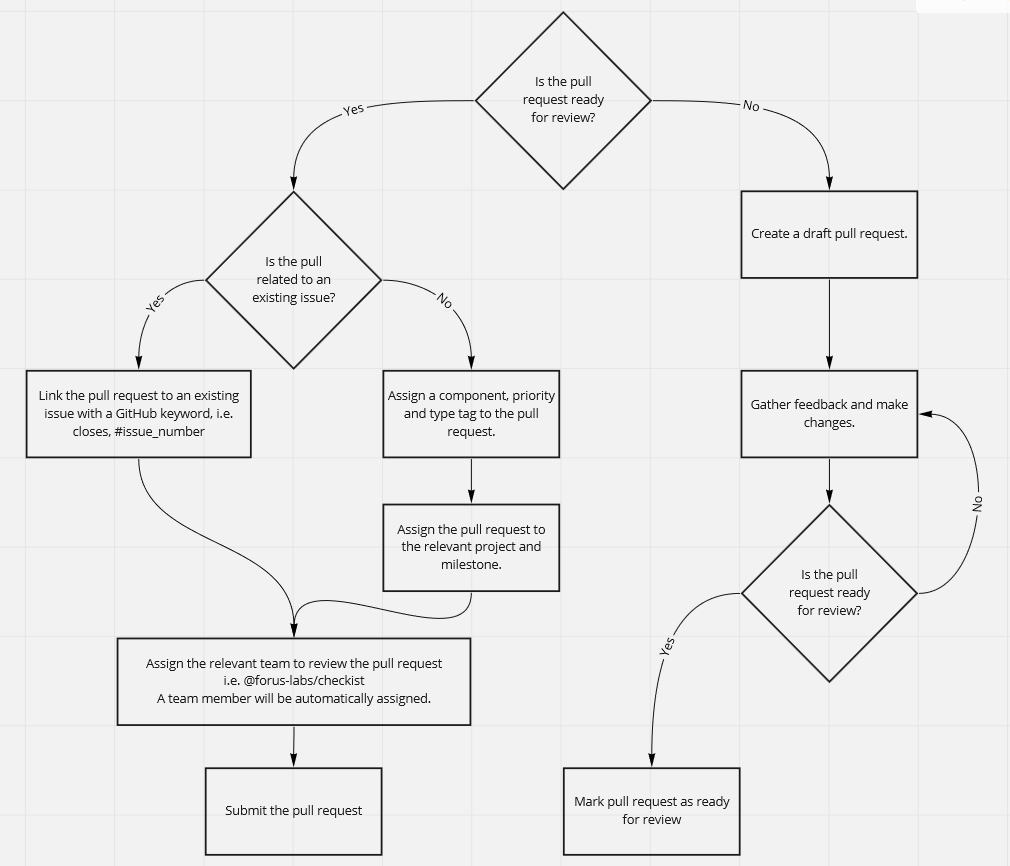 Is the pull
request ready
for review?
Yes
No
Create a draft pull request.
Is the pull
related to an
existing issue?
Yes
No
Link the pull request to an existing
issue with a GitHub keyword, i.e.
closes, #issue_number
Assign a component, priority
and type tag to the pull
request.
Gather feedback and make
changes.
No
Assign the pull request to
the relevant project and
milestone.
Is the pull
request ready
for review?
Yes
Assign the relevant team to review the pull request
i.e. @forus-labs/checkist
A team member will be automatically assigned.
Submit the pull request
Mark pull request as ready
for review